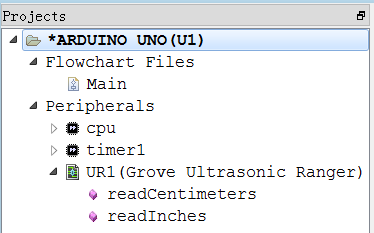 Projects
*ARDUINO UNO(U1)
Flowchart Files
Main
Peripherals
cpu
timer1
UR1(Grove Ultrasonic Ranger)
readCentimeters
readInches